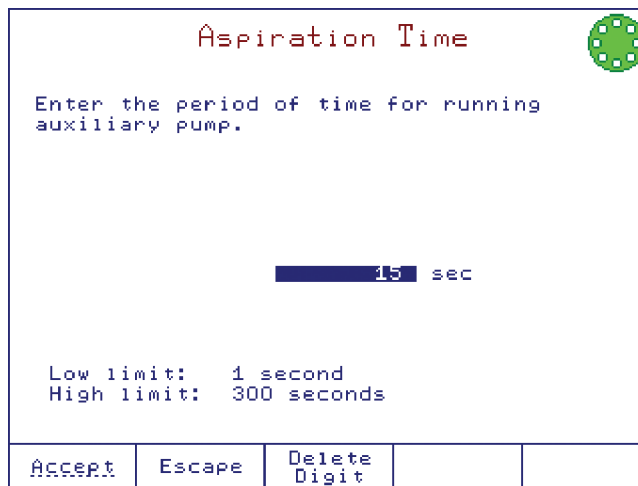 Aspiration Time
Enter the period of time for running
auxiliary pump.
15 sec
Low limit: 1 second
High limit: 300 seconds
Accept Escape Delete Digit